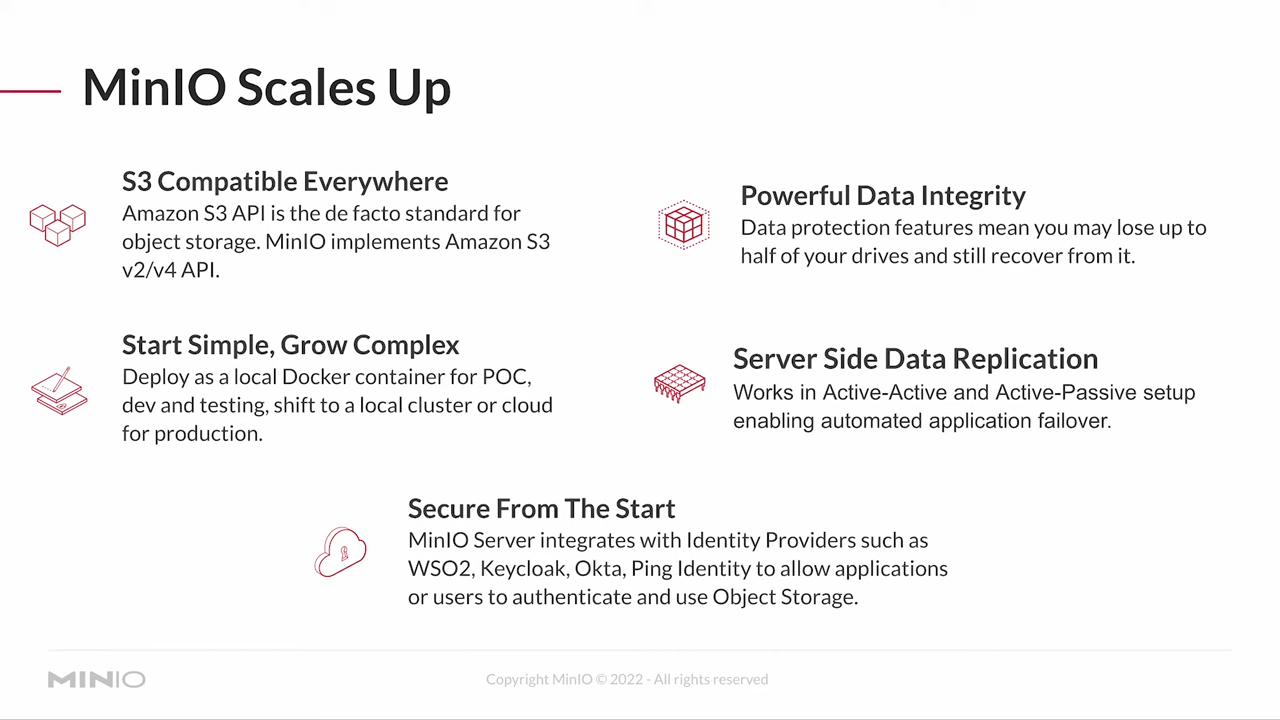 MinIO Scales Up
S3 Compatible Everywhere
Amazon S3 API is the de facto standard for
object storage. MinIO implements Amazon S3
v2/v4 API.
Powerful Data Integrity
Data protection features mean you may lose up to
half of your drives and still recover from it.
Start Simple, Grow Complex
Deploy as a local Docker container for POC,
dev and testing, shift to a local cluster or cloud
for production.
Server Side Data Replication
Works in Active-Active and Active-Passive setup
enabling automated application failover.
Secure From The Start
MinIO Server integrates with Identity Providers such as
WSO2, Keycloak, Okta, Ping Identity to allow applications
or users to authenticate and use Object Storage.
MINIO
Copyright MinIO © 2022 - All rights reserved